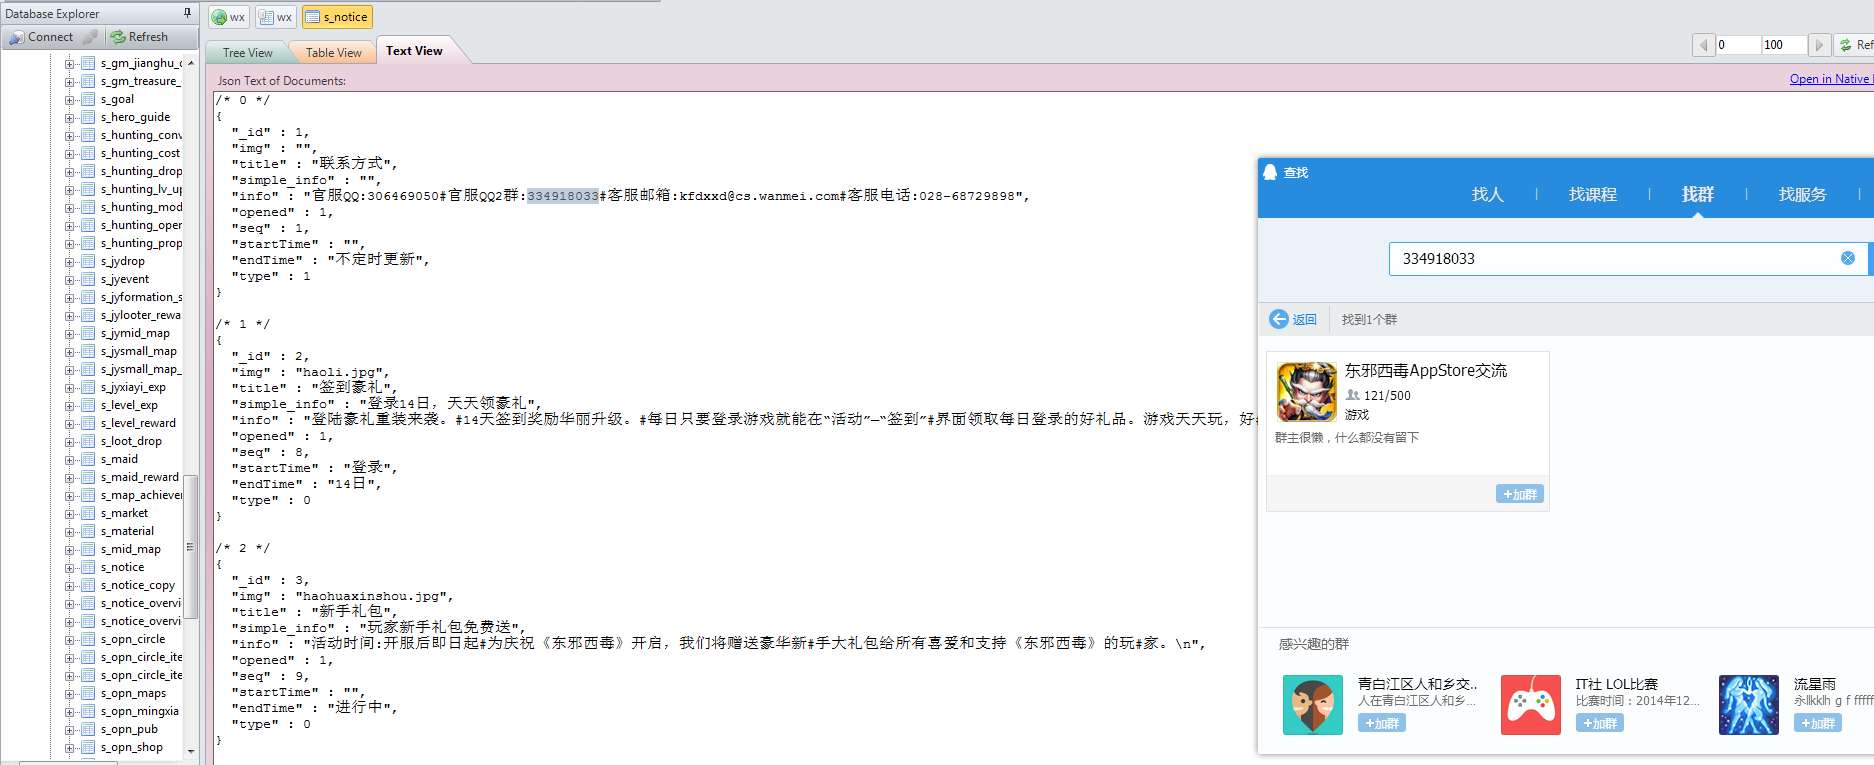 Database Explorer
Connect
Refresh
s_gm_jianghu_c
s_gm_treasure_
s_goal
s_hero_guide
s_hunting_conv
s_hunting_cost
s_hunting_drop
s_hunting_lv_up
s_hunting_mod
s_hunting_oper
s_hunting_prop
s_jydrop
s_jyevent
s_jyformation_s
s_jylooter_rewa
s_jymid_map
s_jysmall_map
s_jysmall_map_
s_jyxiayi_exp
s_level_exp
s_level_reward
s_loot_drop
s_maid
s_maid_reward
s_map_achiever
s_market
s_material
s_mid_map
s_notice
s_notice_copy
s_notice_overvi
s_notice_overvi
s_opn_circle
s_opn_circle_ite
s_opn_circle_ite
s_opn_maps
s_opn_mingxia
s_opn_pub
s_opn_shop
wx
wx
s_notice
Tree View
Table View
Text View
0
100
Ref
Json Text of Documents:
Open in Native
/* 0 */
{
"_id" : 1,
"img" : "",
"title" : "联系方式",
"simple_info" : "",
"info" : "官服QQ:306469050#官服QQ2群:334918033#客服邮箱:kfdxxd@cs.wanmei.com#客服电话:028-68729898",
"opened" : 1,
"seq" : 1,
"startTime" : "",
"endTime" : "不定时更新",
"type" : 1
}
/* 1 */
{
"_id" : 2,
"img" : "haoli.jpg",
"title" : "签到豪礼",
"simple_info" : "登录14日，天天领豪礼",
"info" : "登陆豪礼重装来袭。#14天签到奖励华丽升级。#每日只要登录游戏就能在“活动”—“签到”#界面领取每日登录的好礼品。游戏天天玩，好#
"opened" : 1,
"seq" : 8,
"startTime" : "登录",
"endTime" : "14日",
"type" : 0
}
/* 2 */
{
"_id" : 3,
"img" : "haohuaxinshou.jpg",
"title" : "新手礼包",
"simple_info" : "玩家新手礼包免费送",
"info" : "活动时间:开服后即日起#为庆祝《东邪西毒》开启，我们将赠送豪华新#手大礼包给所有喜爱和支持《东邪西毒》的玩#家。\n",
"opened" : 1,
"seq" : 9,
"startTime" : "",
"endTime" : "进行中",
"type" : 0
}
查找
找人
找课程
找群
找服务
334918033
返回
找到1个群
东邪西毒AppStore交流
121/500
游戏
群主很懒，什么都没有留下
+加群
感兴趣的群
青白江区人和乡交..
人在青白江区人和乡...
+加群
IT社 LOL比赛
比赛时间：2014年12...
+加群
流星雨
永llkklh g f fffff
+加群